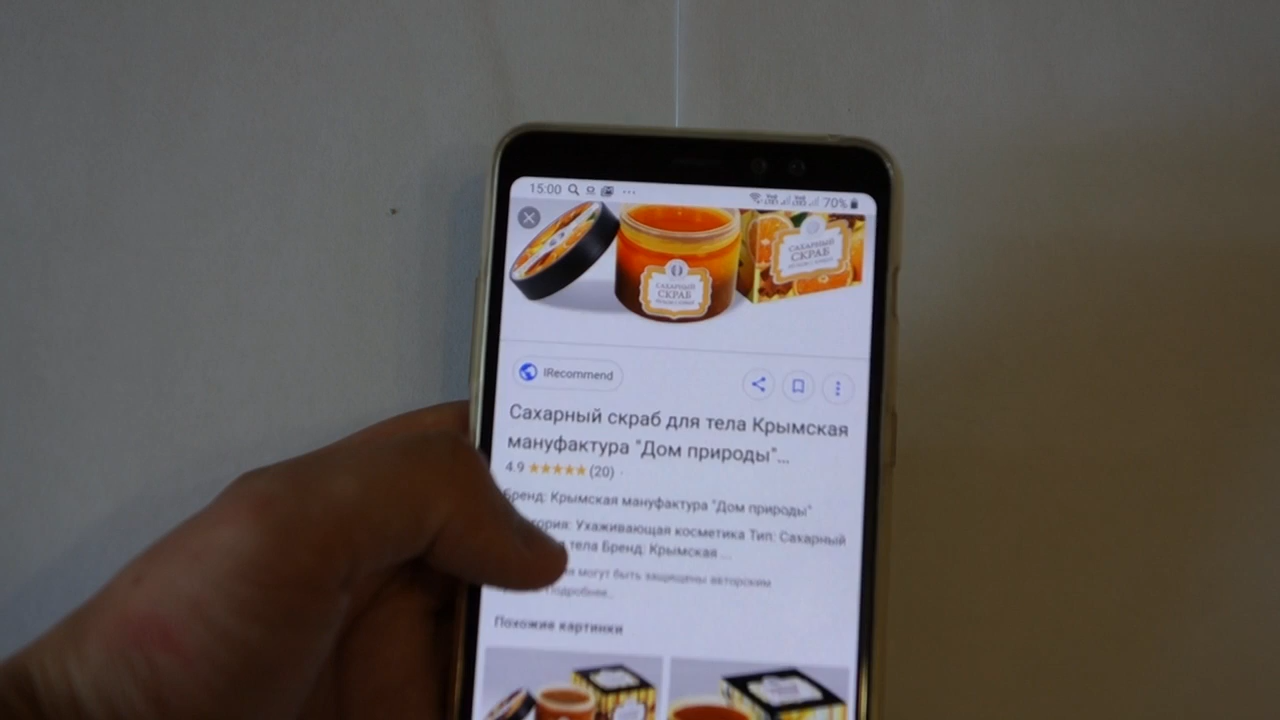 15:00
70%
САХАРНЫЙ
СКРАБ
САХАРНЫЙ
СКРАБ
IRecommend
Сахарный скраб для тела Крымская
мануфактура "Дом природы"...
4.9 ★★★★★ (20) ·
Бренд: Крымская мануфактура "Дом природы"
Ухаживающая косметика Тип: Сахарный
тела Бренд: Крымская ...
могут быть защищены авторским
Подробнее...
Похожие картинки